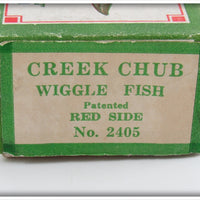 CREEK CHUB
WIGGLE FISH
Patented
RED SIDE
No. 2405